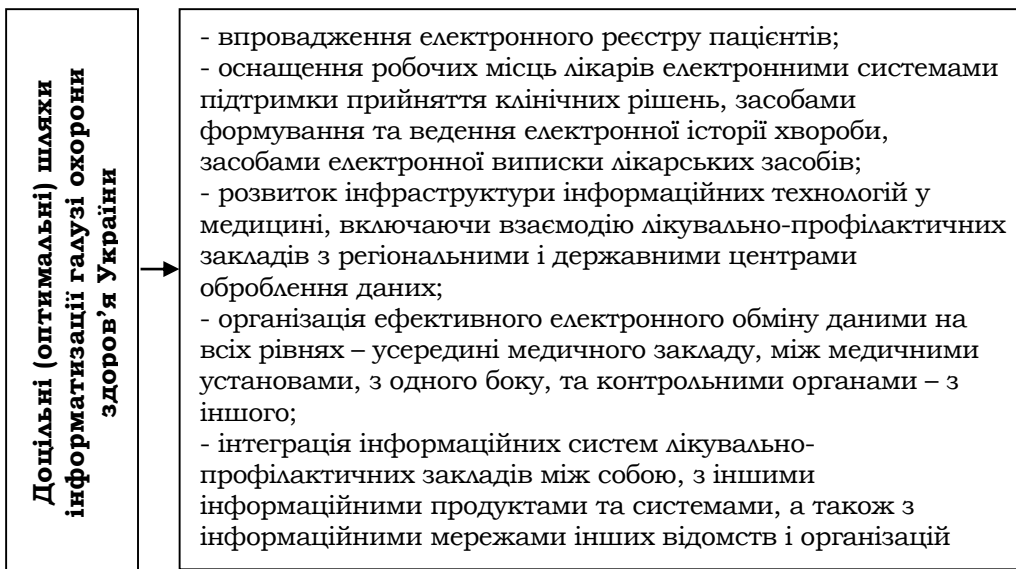 Доцільні (оптимальні) шляхи
інформатизації галузі охорони
здоров'я України
- впровадження електронного реєстру пацієнтів;
- оснащення робочих місць лікарів електронними системами
підтримки прийняття клінічних рішень, засобами
формування та ведення електронної історії хвороби,
засобами електронної виписки лікарських засобів;
- розвиток інфраструктури інформаційних технологій у
медицині, включаючи взаємодію лікувально-профілактичних
закладів з регіональними і державними центрами
оброблення даних;
- організація ефективного електронного обміну даними на
всіх рівнях – усередині медичного закладу, між медичними
установами, з одного боку, та контрольними органами – з
іншого;
- інтеграція інформаційних систем лікувально-
профілактичних закладів між собою, з іншими
інформаційними продуктами та системами, а також з
інформаційними мережами інших відомств і організацій